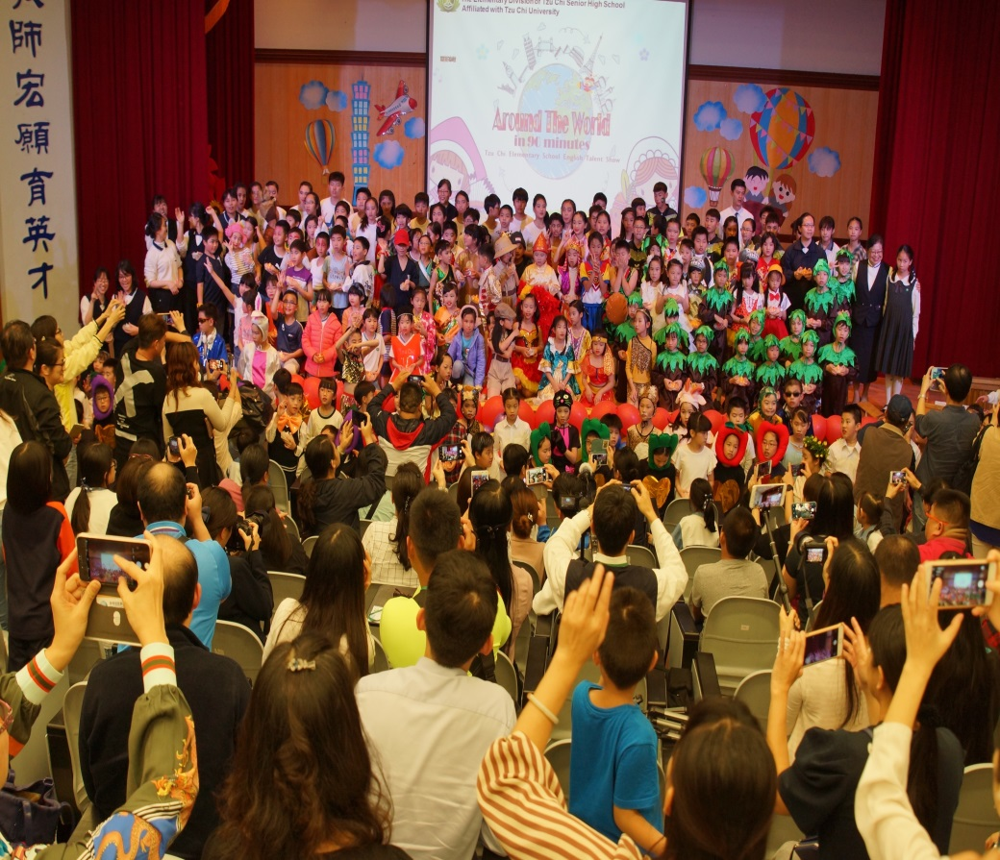 師宏願育英才
The Elementary Division of Tzu Chi Senior High School
Affiliated with Tzu Chi University
Around The World
in 90 minutes
Tzu Chi Elementary School English Talent Show